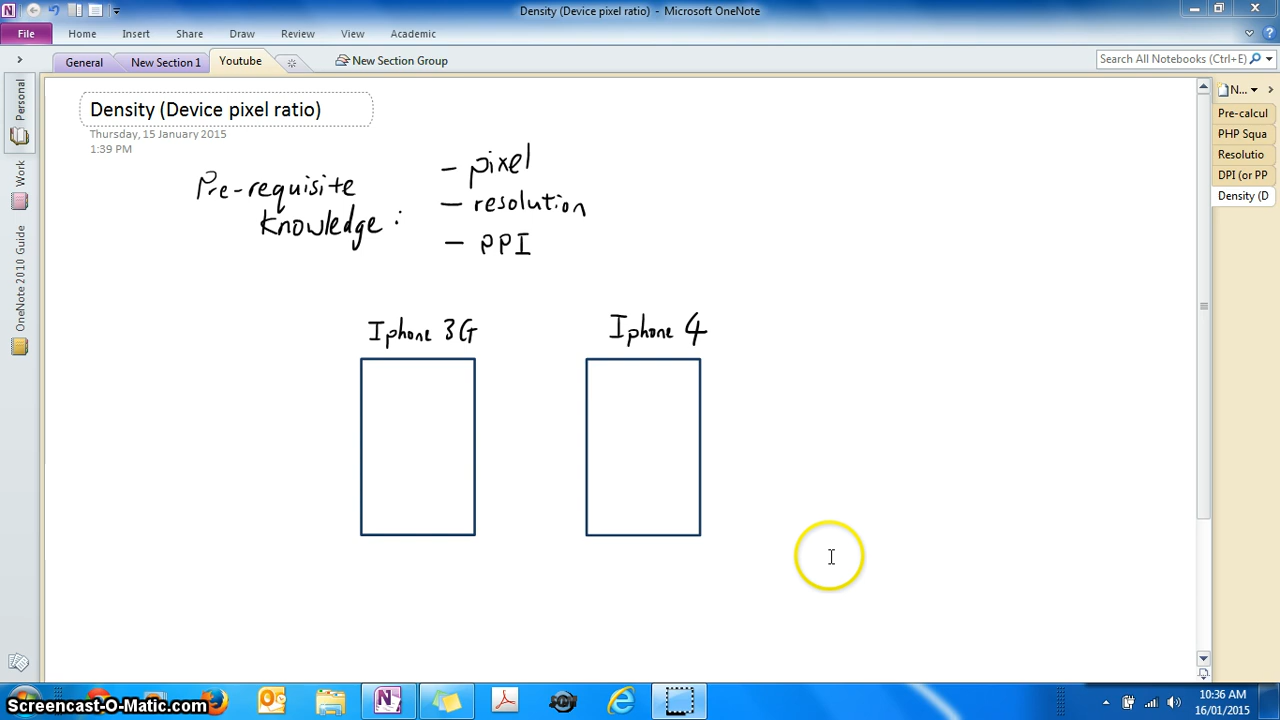 Density (Device pixel ratio) - Microsoft OneNote
File Home Insert Share Draw Review View Academic
General New Section 1 Youtube New Section Group Search All Notebooks (Ctrl+E)
Personal
Work
OneNote 2010 Guide
N...
Pre-calcul
PHP Squa
Resolutio
DPI (or PP
Density (D
Density (Device pixel ratio)
Thursday, 15 January 2015
1:39 PM
Pre-requisite
Knowledge :
- pixel
- resolution
- PPI
Iphone 3G Iphone 4
Screencast-O-Matic.com
10:36 AM
16/01/2015